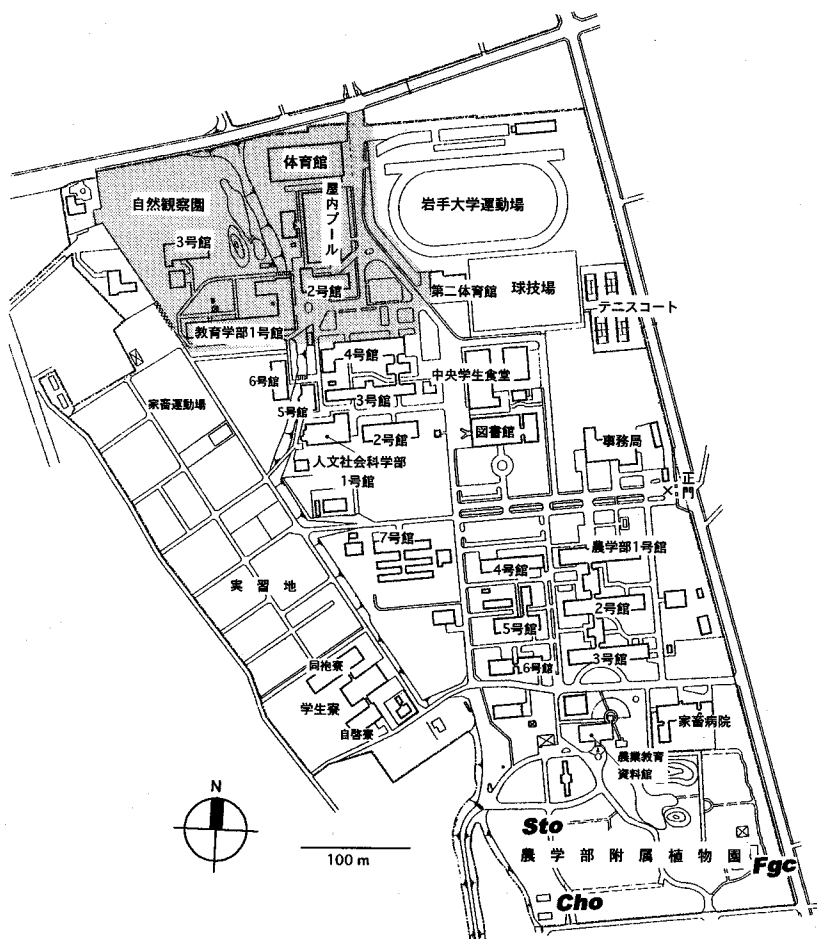 体育館
自然観察園
屋内プール
岩手大学運動場
3号館
2号館
第二体育館
球技場
テニスコート
教育学部1号館
4号館
中央学生食堂
6号館
3号館
家畜運動場
5号館
2号館
図書館
事務局
人文社会科学部
1号館
正門
7号館
農学部1号館
4号館
実習地
2号館
5号館
3号館
6号館
同袍寮
学生寮
家畜病院
自啓寮
農業教育
資料館
N
100 m
Sto
農学部附属植物園
Fgc
Cho